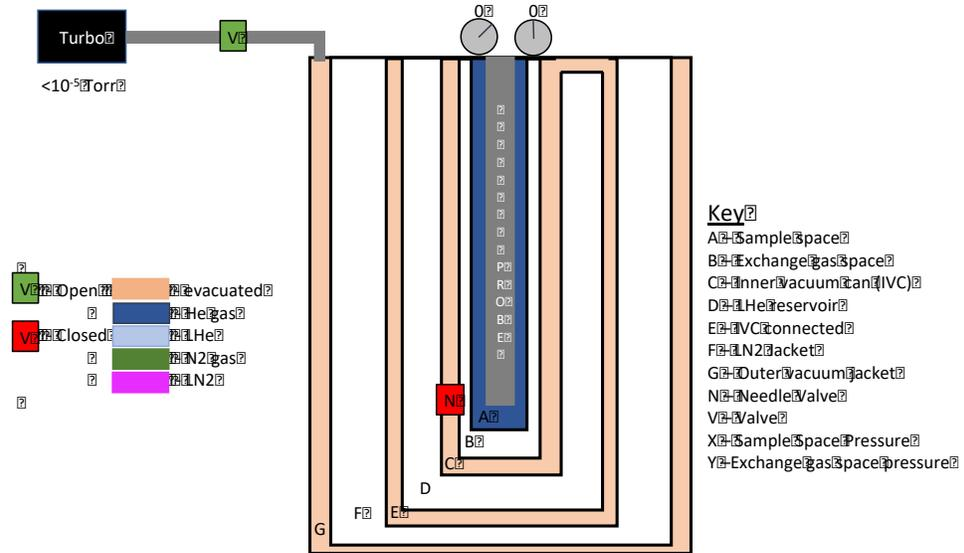 0 0
Turbo
V
<10⁻⁵ Torr
Key
A – Sample space
B – Exchange gas space
C – Inner vacuum can (IVC)
D – LHe reservoir
E – IVC connected
F – LN2 Jacket
G – Outer vacuum jacket
N – Needle Valve
V – Valve
X – Sample Space Pressure
Y – Exchange gas space pressure
V – Open
V – Closed
- evacuated
- He gas
- LHe
- N2 gas
- LN2
P
R
O
B
E
N
A
B
C
D
F
E
G